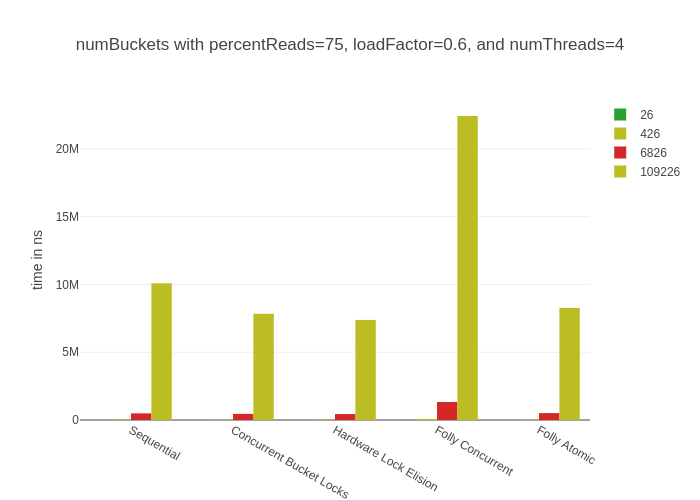 numBuckets with percentReads=75, loadFactor=0.6, and numThreads=4
26
426
6826
109226
20M
15M
10M
5M
0
time in ns
Sequential
Concurrent Bucket Locks
Hardware Lock Elision
Folly Concurrent
Folly Atomic